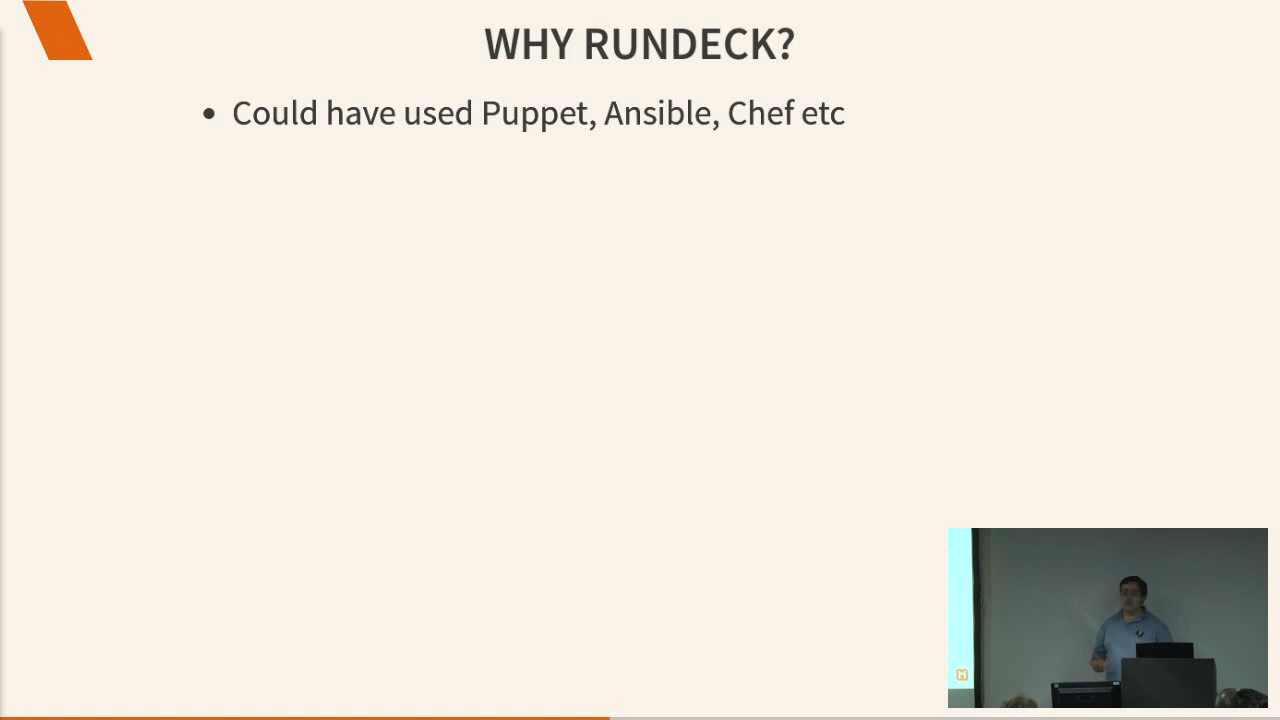 WHY RUNDECK?
• Could have used Puppet, Ansible, Chef etc